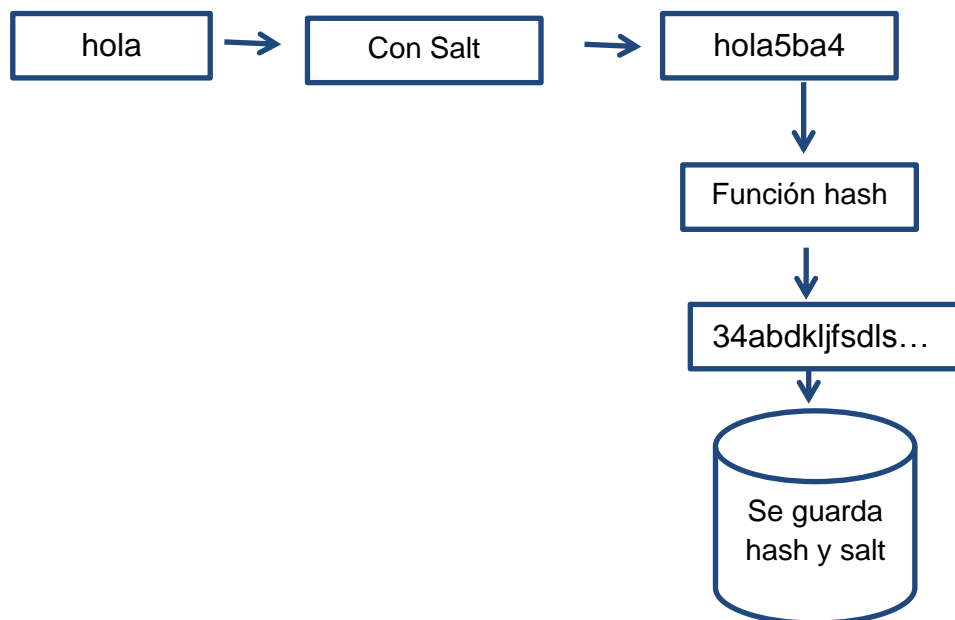 hola
Con Salt
hola5ba4
Función hash
34abdkljfsdls…
Se guarda
hash y salt